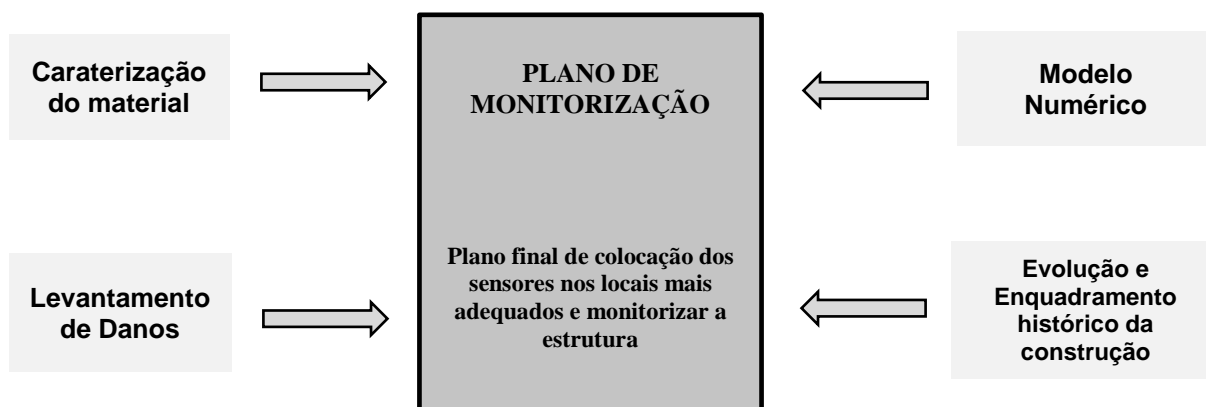 Caraterização
do material
Levantamento
de Danos
PLANO DE
MONITORIZAÇÃO
Plano final de colocação dos
sensores nos locais mais
adequados e monitorizar a
estrutura
Modelo
Numérico
Evolução e
Enquadramento
histórico da
construção